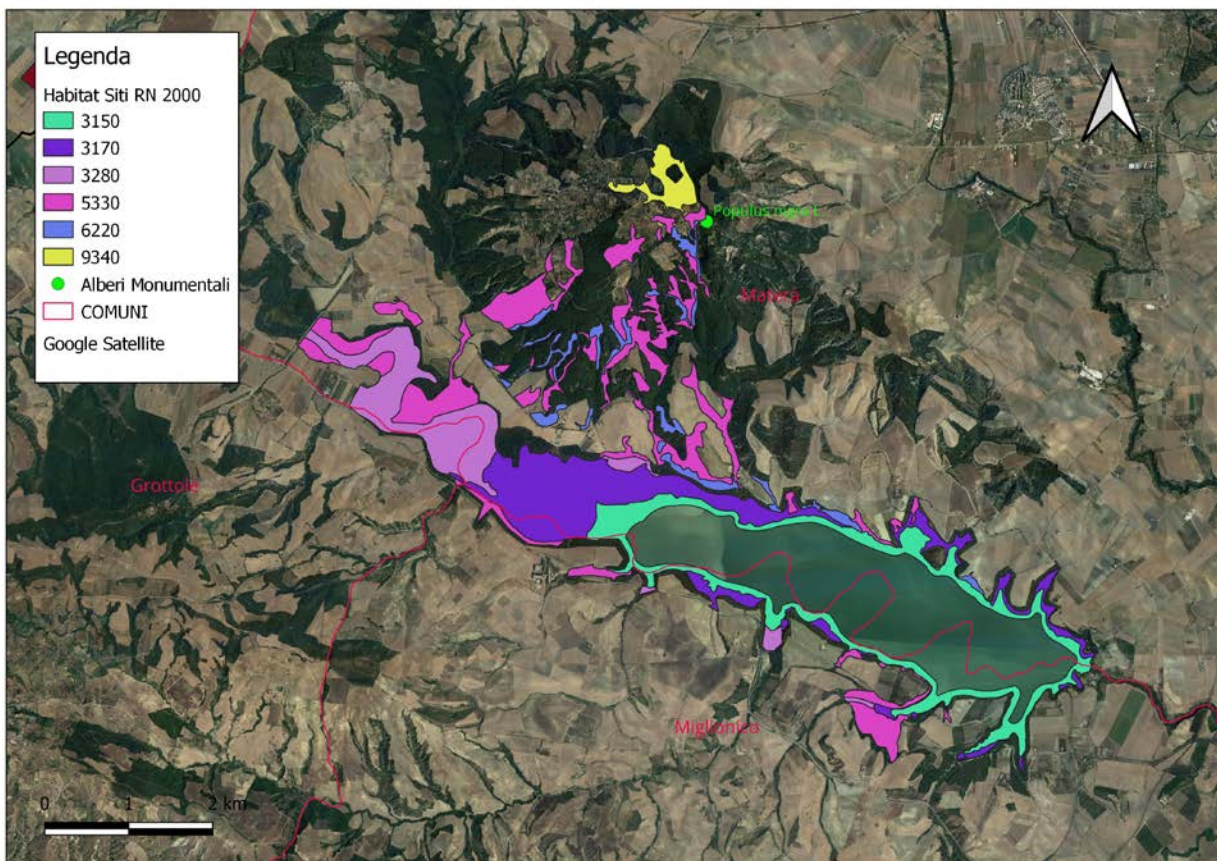 Legenda
Habitat Siti RN 2000
3150
3170
3280
5330
6220
9340
Alberi Monumentali
COMUNI
Google Satellite
Populus nigra L.
Matera
Grottole
Miglionico
0 1 2 km